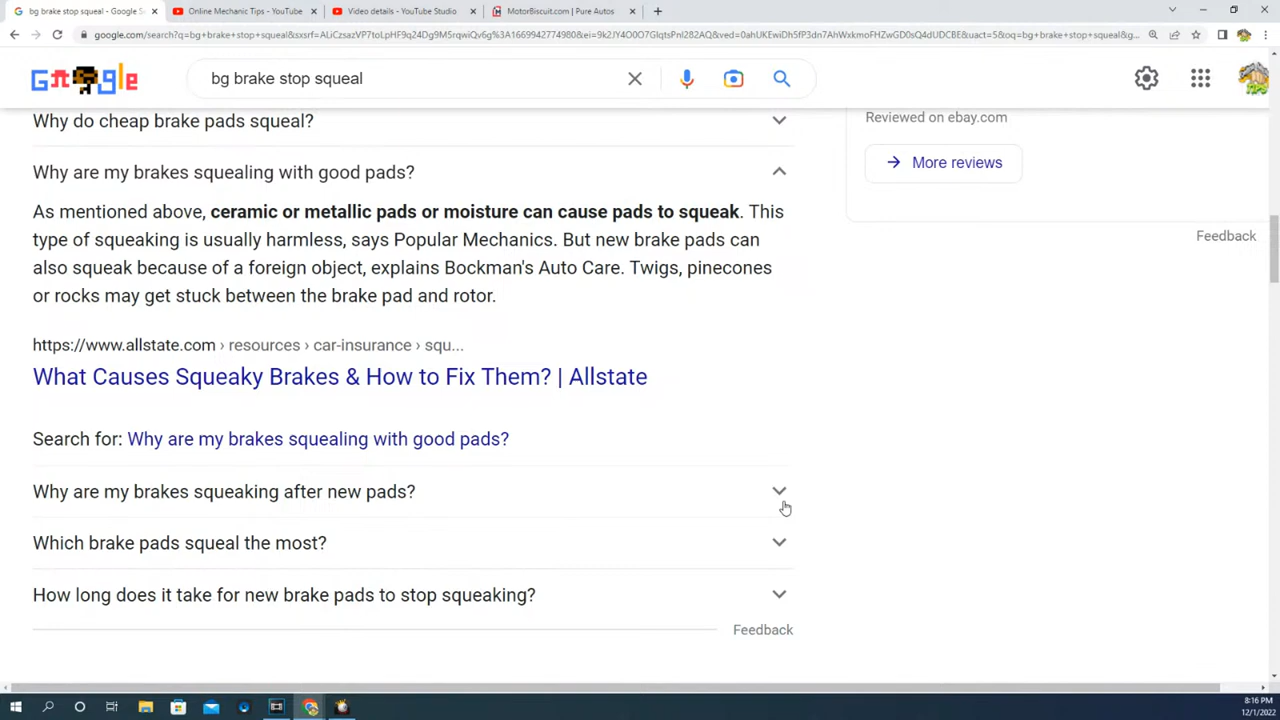 bg brake stop squeal - Google S
Online Mechanic Tips - YouTube
Video details - YouTube Studio
MotorBiscuit.com | Pure Autos
bg brake stop squeal
Why do cheap brake pads squeal?
Reviewed on ebay.com
More reviews
Why are my brakes squealing with good pads?
As mentioned above, ceramic or metallic pads or moisture can cause pads to squeak. This
type of squeaking is usually harmless, says Popular Mechanics. But new brake pads can
also squeak because of a foreign object, explains Bockman's Auto Care. Twigs, pinecones
or rocks may get stuck between the brake pad and rotor.
Feedback
https://www.allstate.com › resources › car-insurance › squ...
What Causes Squeaky Brakes & How to Fix Them? | Allstate
Search for: Why are my brakes squealing with good pads?
Why are my brakes squeaking after new pads?
Which brake pads squeal the most?
How long does it take for new brake pads to stop squeaking?
Feedback
8:16 PM
12/1/2022